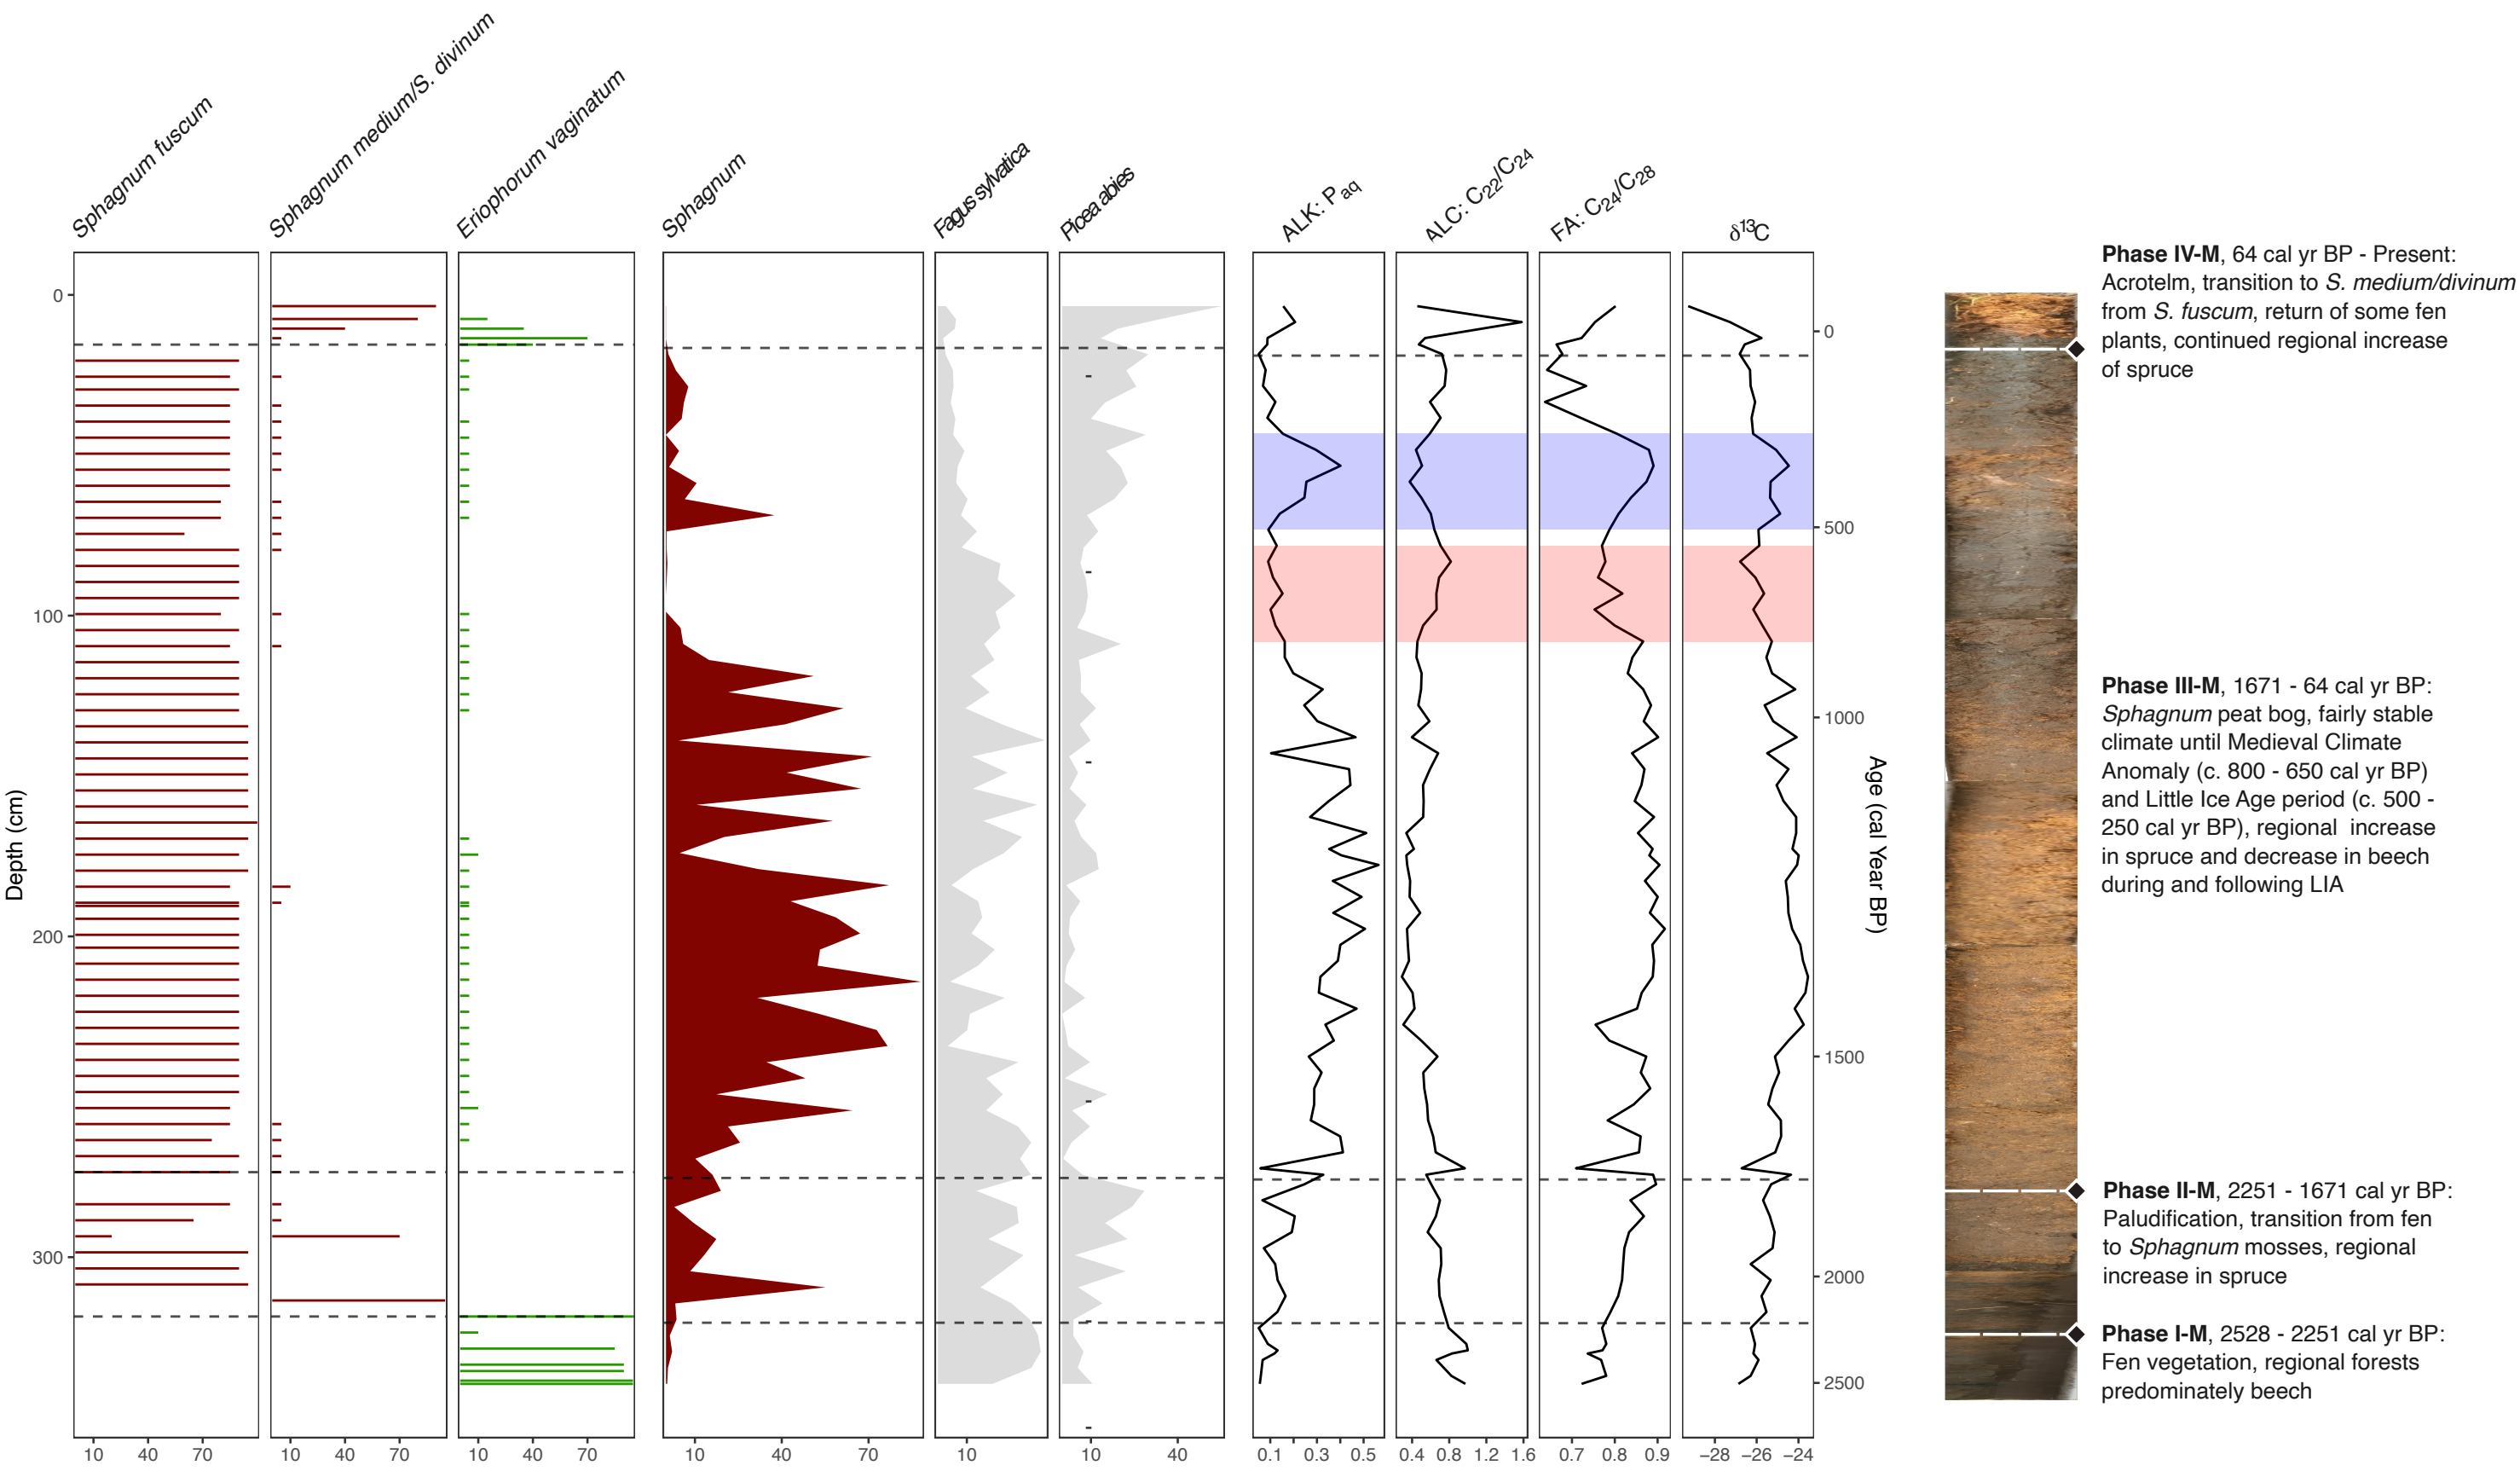 Sphagnum fuscum
Sphagnum medium/S. divinum
Eriophorum vaginatum
Sphagnum
Fagus sylvatica
Picea abies
ALK: Paq
ALC: C22/C24
FA: C24/C28
δ13C
Depth (cm)
0
100
200
300
10 40 70
10 40 70
10 40 70
10 40 70
10
10 40
0.1 0.3 0.5
0.4 0.8 1.2 1.6
0.7 0.8 0.9
−28 −26 −24
0
500
1000
1500
2000
2500
Age (cal Year BP)
Phase IV-M, 64 cal yr BP - Present:
Acrotelm, transition to S. medium/divinum
from S. fuscum, return of some fen
plants, continued regional increase
of spruce
Phase III-M, 1671 - 64 cal yr BP:
Sphagnum peat bog, fairly stable
climate until Medieval Climate
Anomaly (c. 800 - 650 cal yr BP)
and Little Ice Age period (c. 500 -
250 cal yr BP), regional increase
in spruce and decrease in beech
during and following LIA
Phase II-M, 2251 - 1671 cal yr BP:
Paludification, transition from fen
to Sphagnum mosses, regional
increase in spruce
Phase I-M, 2528 - 2251 cal yr BP:
Fen vegetation, regional forests
predominately beech